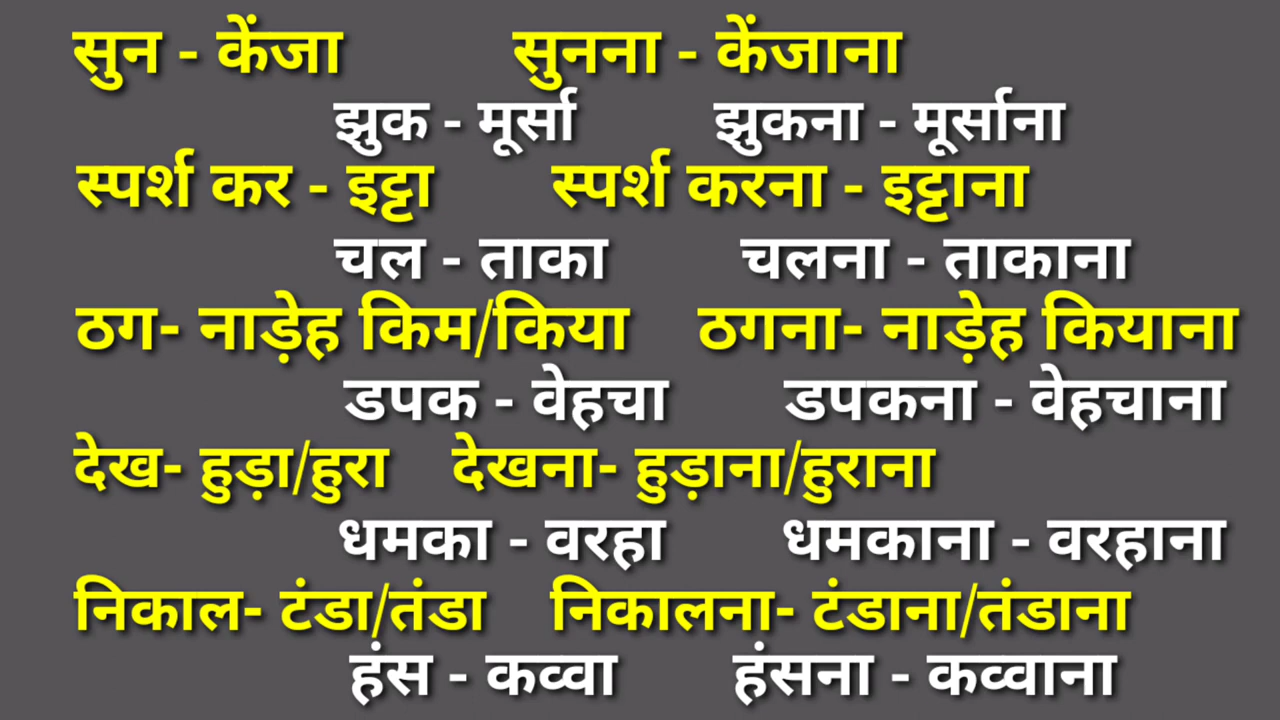 सुन - केंजा सुनना - केंजाना
झुक - मूर्सा झुकना - मूर्साना
स्पर्श कर - इट्टा स्पर्श करना - इट्टाना
चल - ताका चलना - ताकाना
ठग- नाड़ेह किम/किया ठगना- नाड़ेह कियाना
डपक - वेहचा डपकना - वेहचाना
देख- हुड़ा/हुरा देखना- हुड़ाना/हुराना
धमका - वरहा धमकाना - वरहाना
निकाल- टंडा/तंडा निकालना- टंडाना/तंडाना
हंस - कव्वा हंसना - कव्वाना